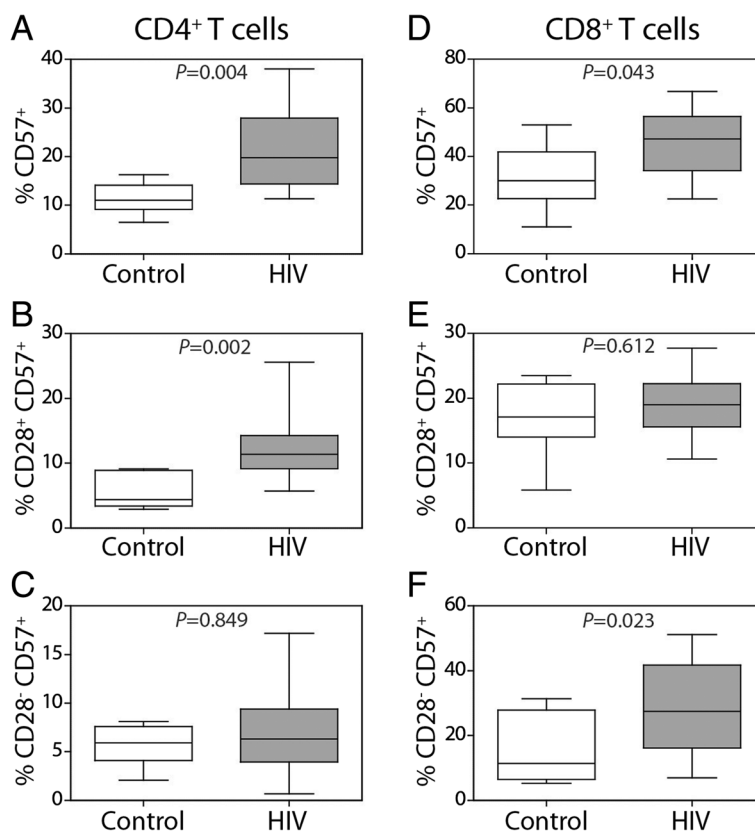 A
CD4⁺ T cells
P=0.004
% CD57⁺
40
30
20
10
0
Control
HIV
B
P=0.002
% CD28⁺ CD57⁺
30
20
10
0
Control
HIV
C
P=0.849
% CD28⁻ CD57⁺
20
15
10
5
0
Control
HIV
D
CD8⁺ T cells
P=0.043
% CD57⁺
80
60
40
20
0
Control
HIV
E
P=0.612
% CD28⁺ CD57⁺
30
20
10
0
Control
HIV
F
P=0.023
% CD28⁻ CD57⁺
60
40
20
0
Control
HIV